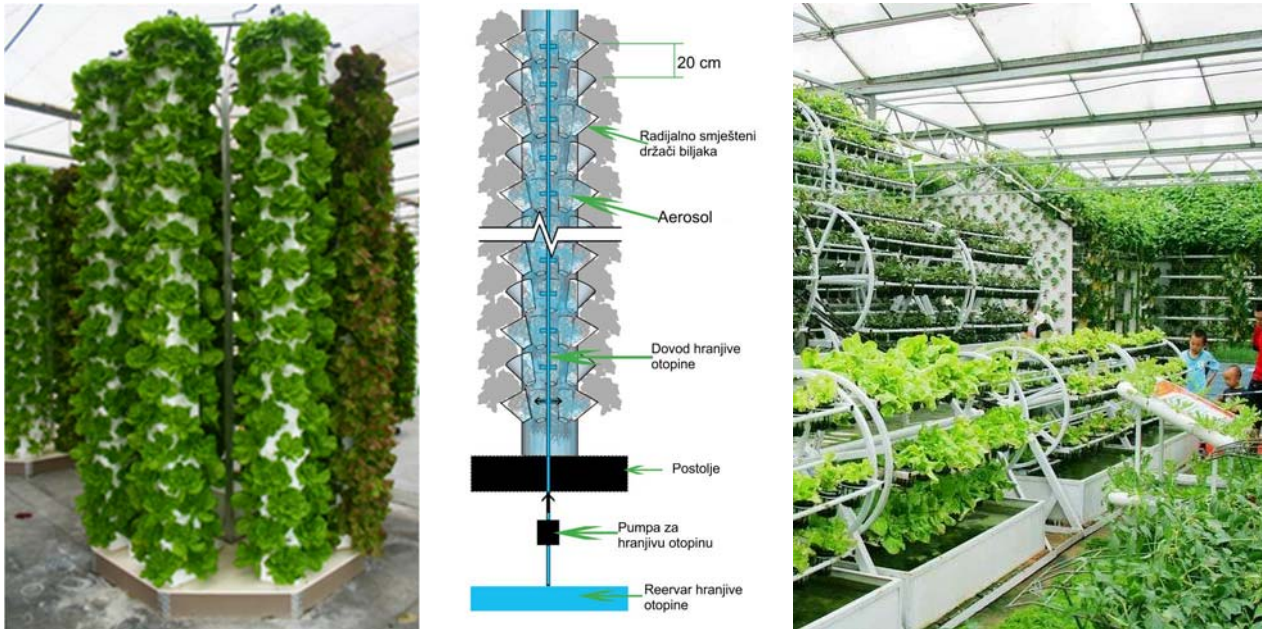 20 cm
Radijalno smješteni
držači biljaka
Aerosol
Dovod hranjive
otopine
Postolje
Pumpa za
hranjivu otopinu
Reervar hranjive
otopine